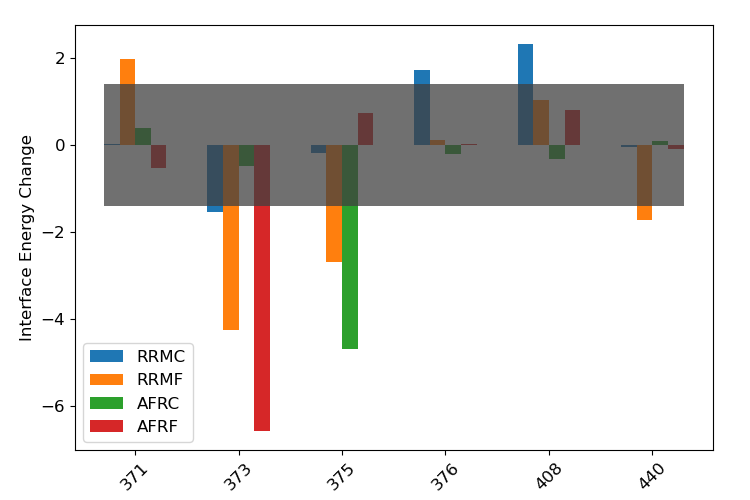 Interface Energy Change
2
0
−2
−4
−6
RRMC
RRMF
AFRC
AFRF
371 373 375 376 408 440